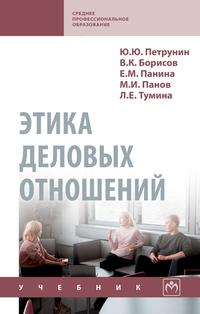 СРЕДНЕЕ
ПРОФЕССИОНАЛЬНОЕ
ОБРАЗОВАНИЕ
Ю.Ю. Петрунин
В.К. Борисов
Е.М. Панина
М.И. Панов
Л.Е. Тумина
ЭТИКА
ДЕЛОВЫХ
ОТНОШЕНИЙ
УЧЕБНИК